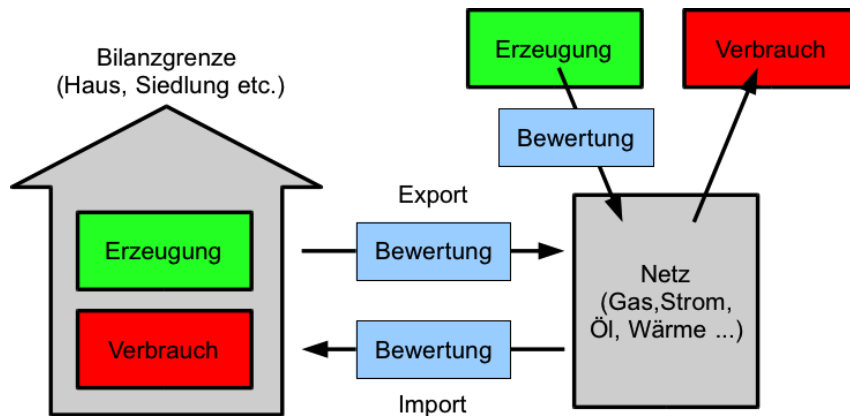 Bilanzgrenze
(Haus, Siedlung etc.)
Erzeugung
Verbrauch
Export
Bewertung
Bewertung
Import
Erzeugung
Verbrauch
Bewertung
Netz
(Gas,Strom,
Öl, Wärme ...)